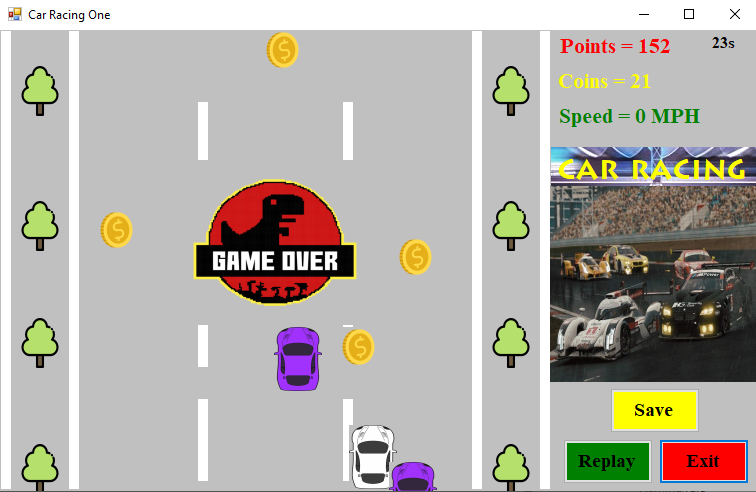 Car Racing One
Points = 152
23s
Coins = 21
Speed = 0 MPH
CAR RACING
GAME OVER
Save
Replay
Exit